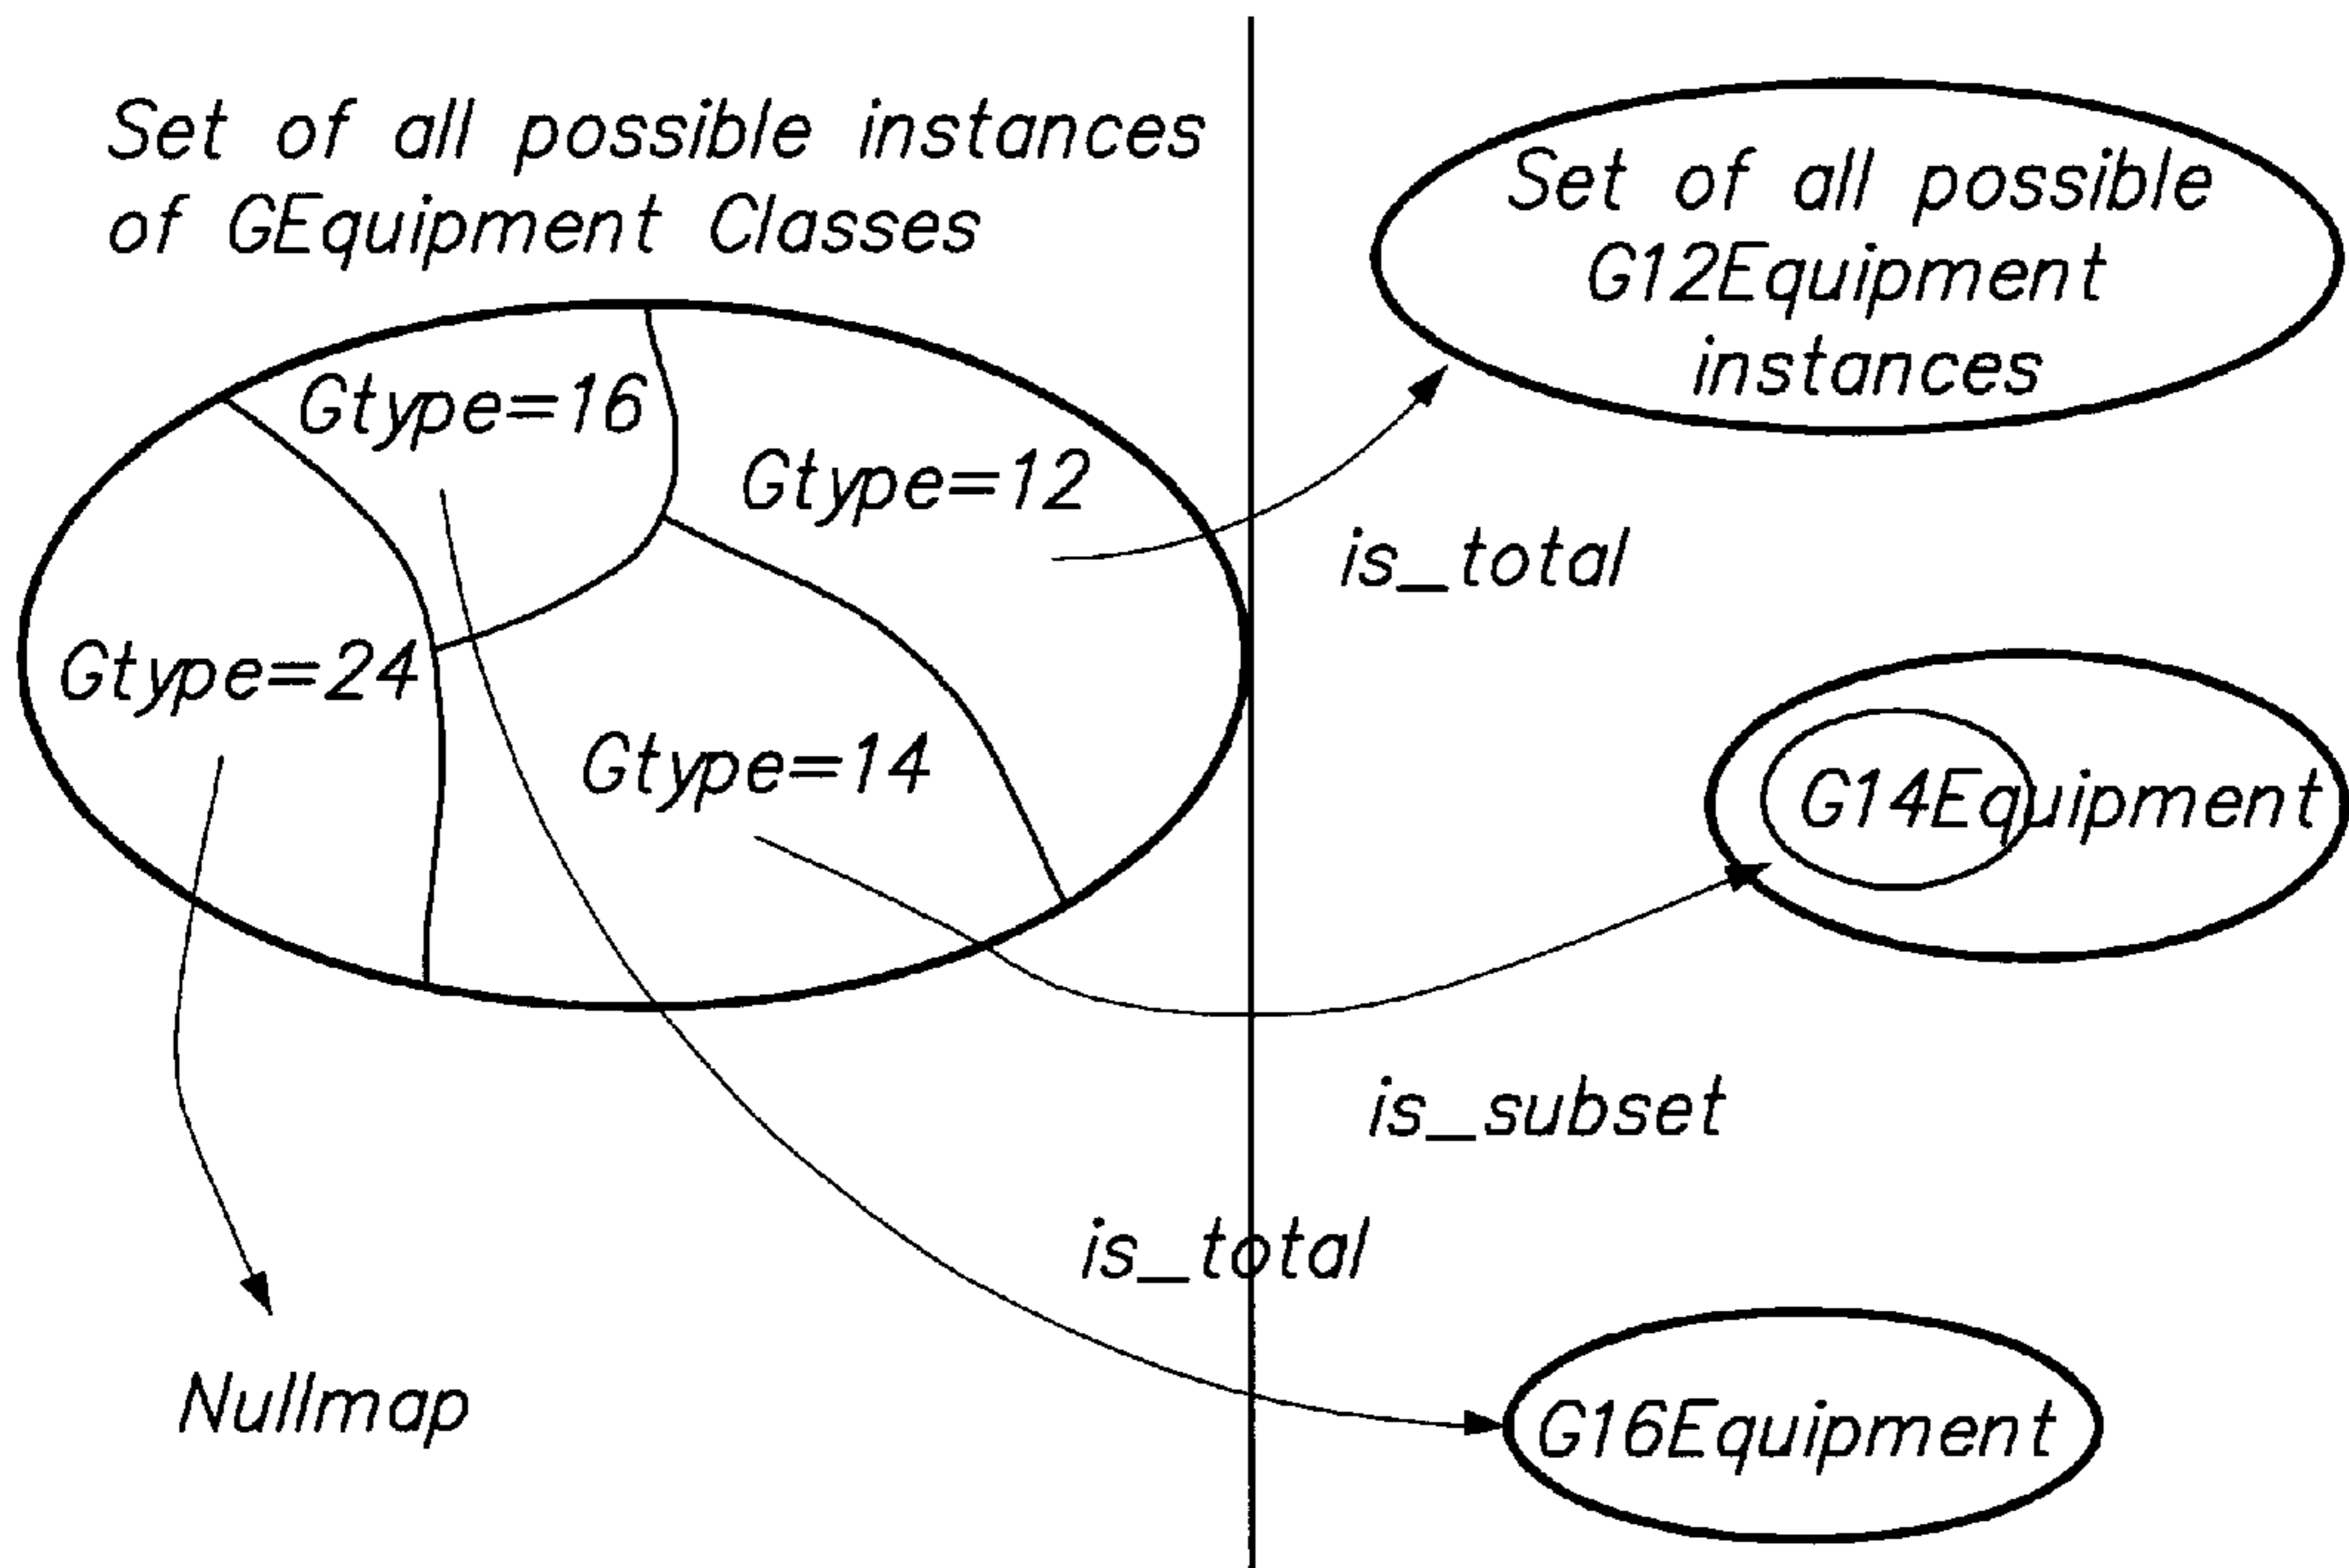 Set of all possible instances
of GEquipment Classes
Set of all possible
G12Equipment
instances
Gtype=16
Gtype=12
is_total
Gtype=24
Gtype=14
G14Equipment
is_subset
is_total
Nullmap
G16Equipment